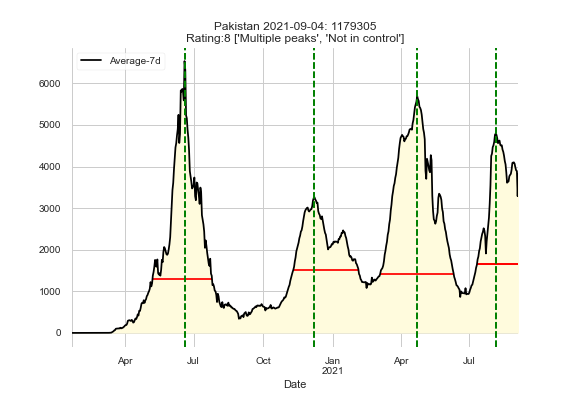 Pakistan 2021-09-04: 1179305
Rating:8 ['Multiple peaks', 'Not in control']
Average-7d
6000
5000
4000
3000
2000
1000
0
Apr Jul Oct Jan Apr Jul
2021
Date